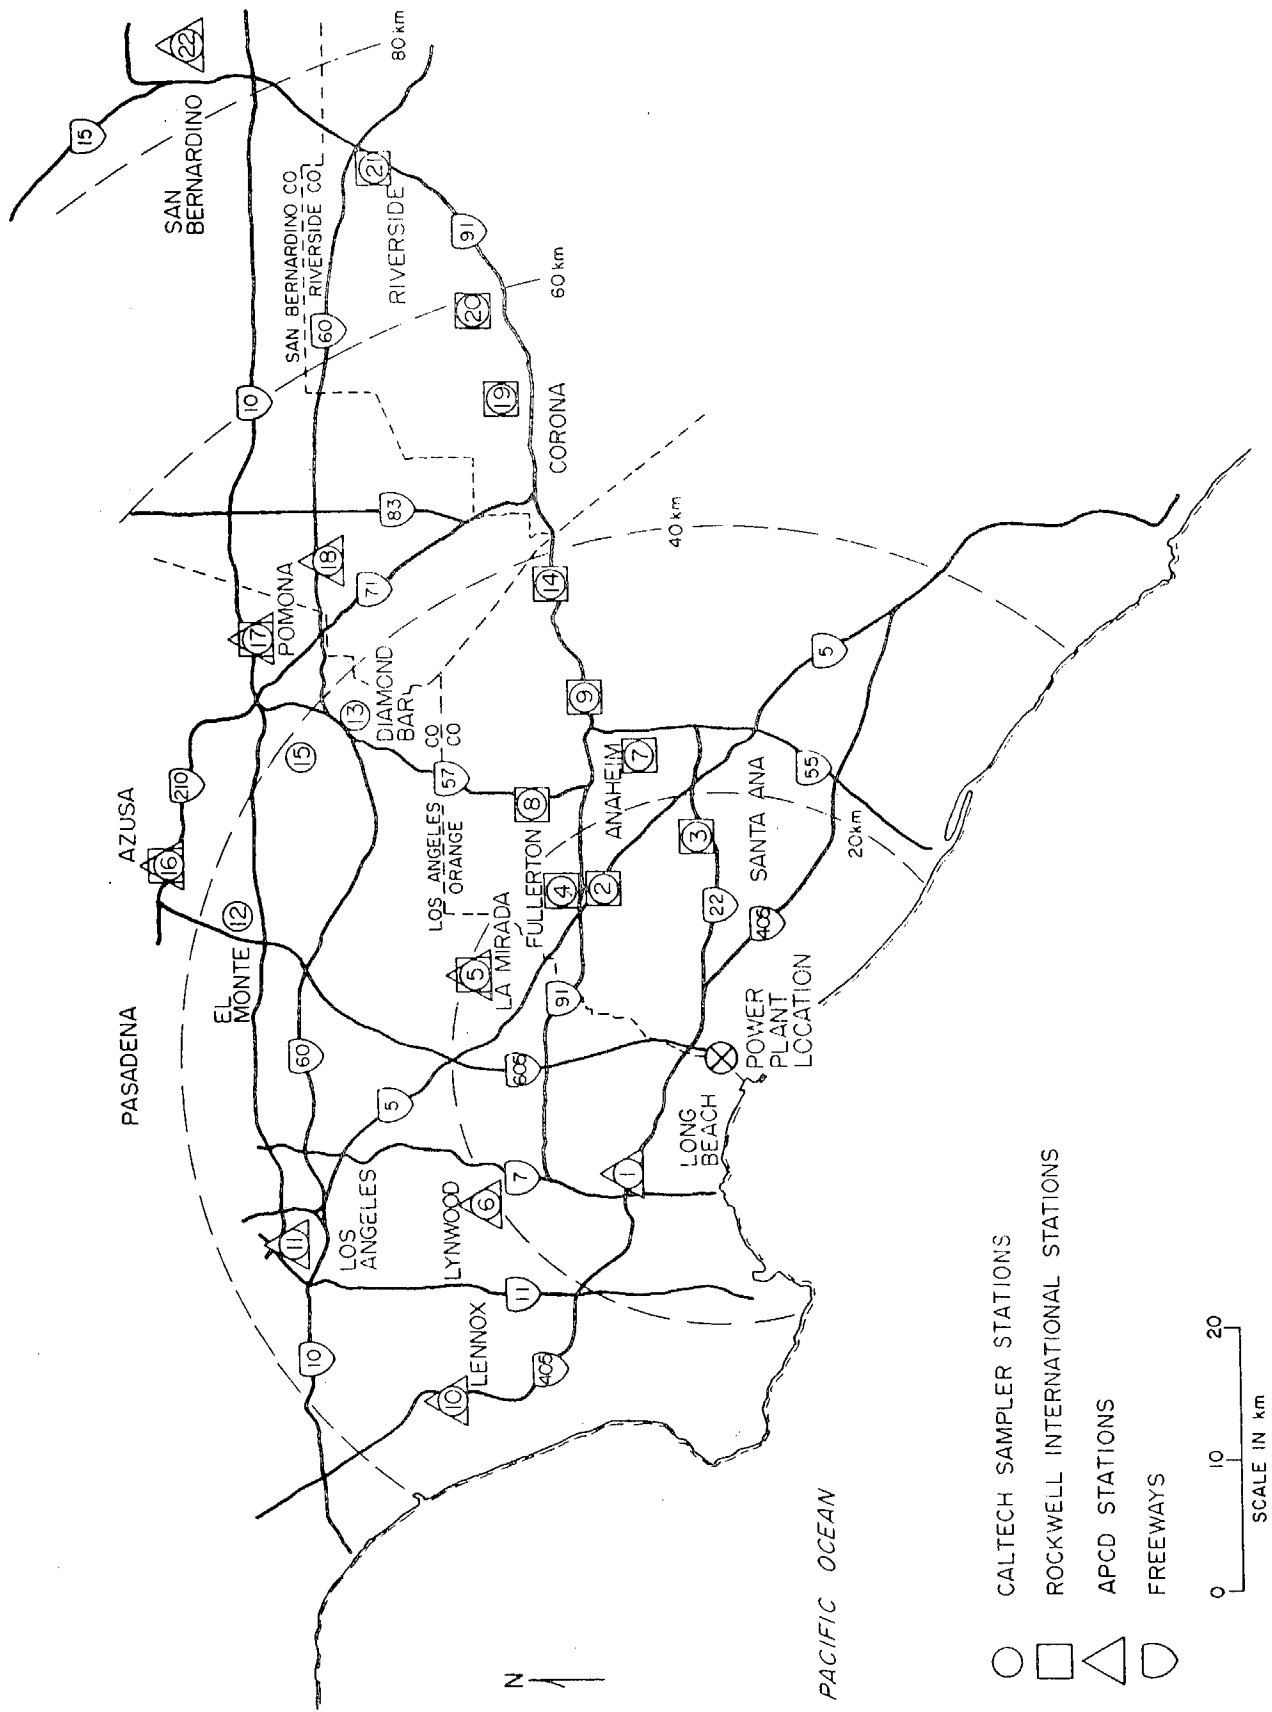 15
22
SAN
BERNARDINO
80 km
PASADENA
AZUSA
16
210
12
EL
MONTE
15
17
POMONA
18
10
SAN BERNARDINO CO
RIVERSIDE CO
60
21
RIVERSIDE
11
LOS
ANGELES
60
5
13
DIAMOND
BAR
71
83
91
60 km
20
19
CORONA
10
LENNOX
10
LYNWOOD
6
7
605
5
LA MIRADA
LOS ANGELES CO
ORANGE CO
57
FULLERTON
8
4
2
91
ANAHEIM
7
9
14
40 km
405
11
1
LONG
BEACH
POWER
PLANT
LOCATION
22
3
405
SANTA ANA
55
5
20km
N
PACIFIC OCEAN
CALTECH SAMPLER STATIONS
ROCKWELL INTERNATIONAL STATIONS
APCD STATIONS
FREEWAYS
0 10 20
SCALE IN km